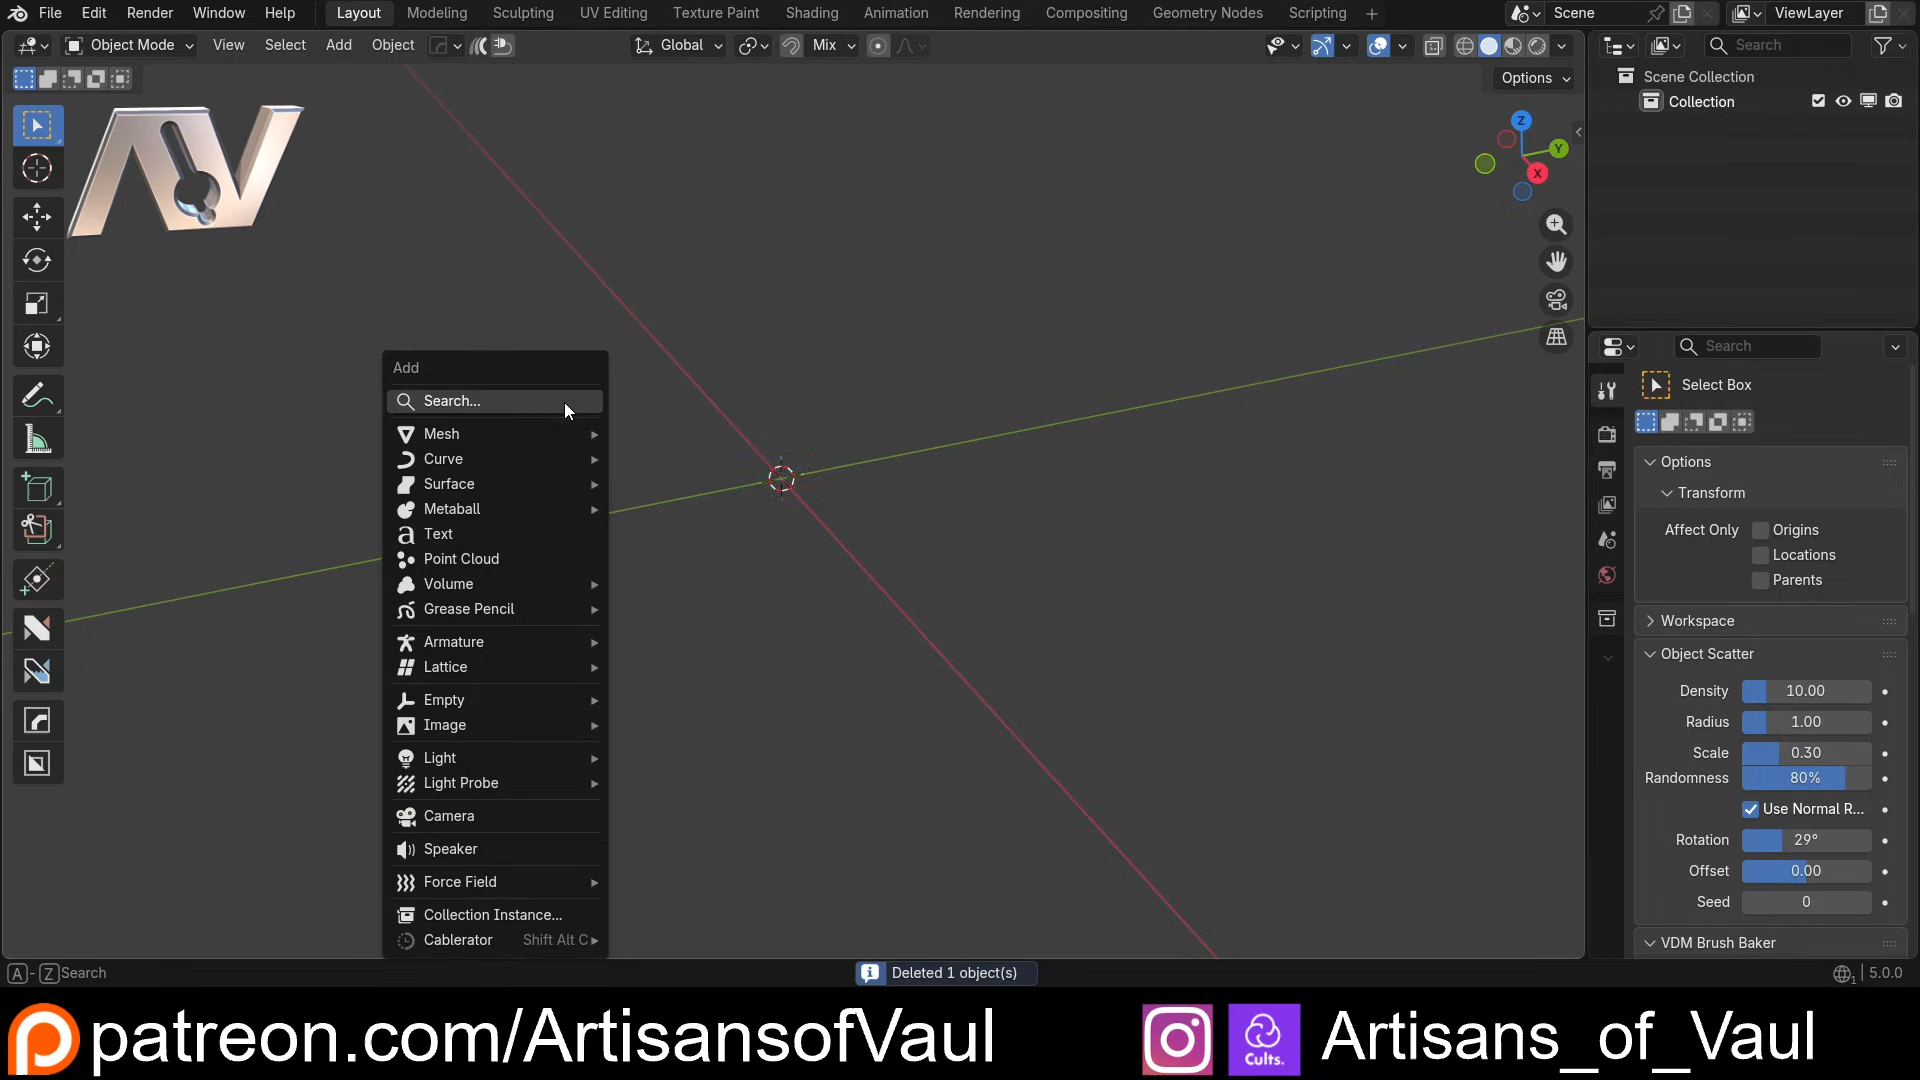 File Edit Render Window Help Layout Modeling Sculpting UV Editing Texture Paint Shading Animation Rendering Compositing Geometry Nodes Scripting + Scene ViewLayer
Object Mode View Select Add Object Global Mix Search
Options
Scene Collection
Collection
Z
Y
X
AV
Search
Select Box
Add
Search...
Mesh
Curve
Surface
Metaball
Text
Point Cloud
Volume
Grease Pencil
Armature
Lattice
Empty
Image
Light
Light Probe
Camera
Speaker
Force Field
Collection Instance...
Cablerator Shift Alt C
Options
Transform
Affect Only Origins
Locations
Parents
Workspace
Object Scatter
Density 10.00
Radius 1.00
Scale 0.30
Randomness 80%
Use Normal R...
Rotation 29°
Offset 0.00
Seed 0
VDM Brush Baker
A - Z Search Deleted 1 object(s) 1 5.0.0
patreon.com/ArtisansofVaul Cults. Artisans_of_Vaul